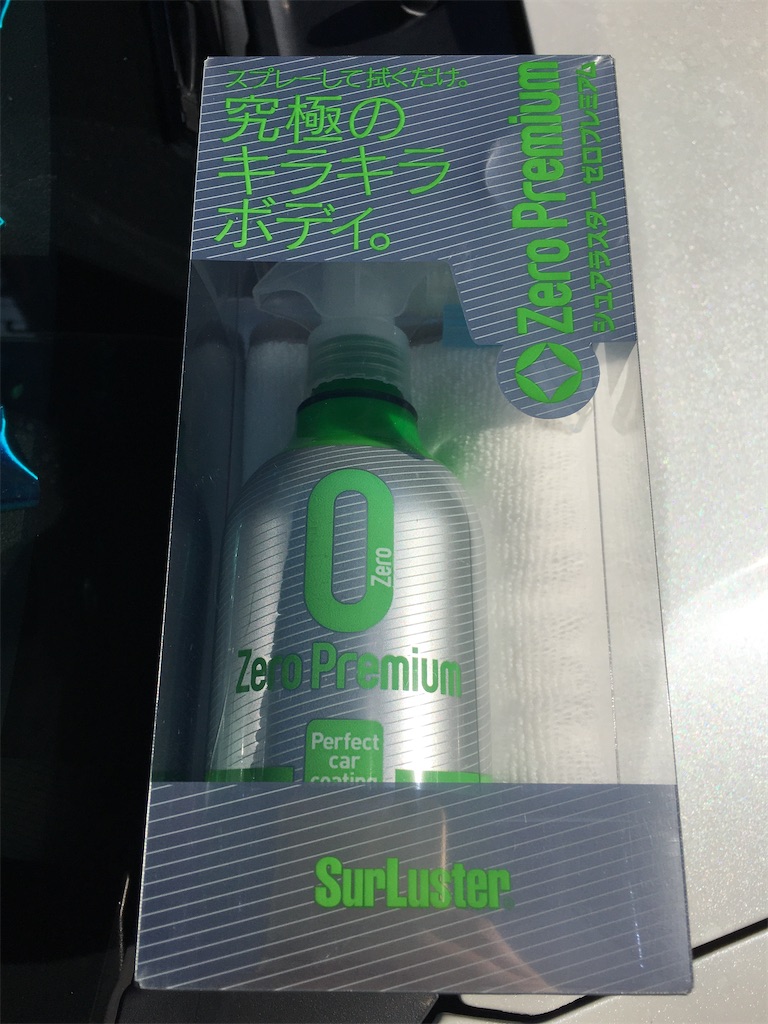 スプレーして拭くだけ。
究極の
キラキラ
ボディ。
Zero Premium
シュアラスター ゼロプレミアム
0
Zero
Zero Premium
Perfect
car
coating
SurLuster